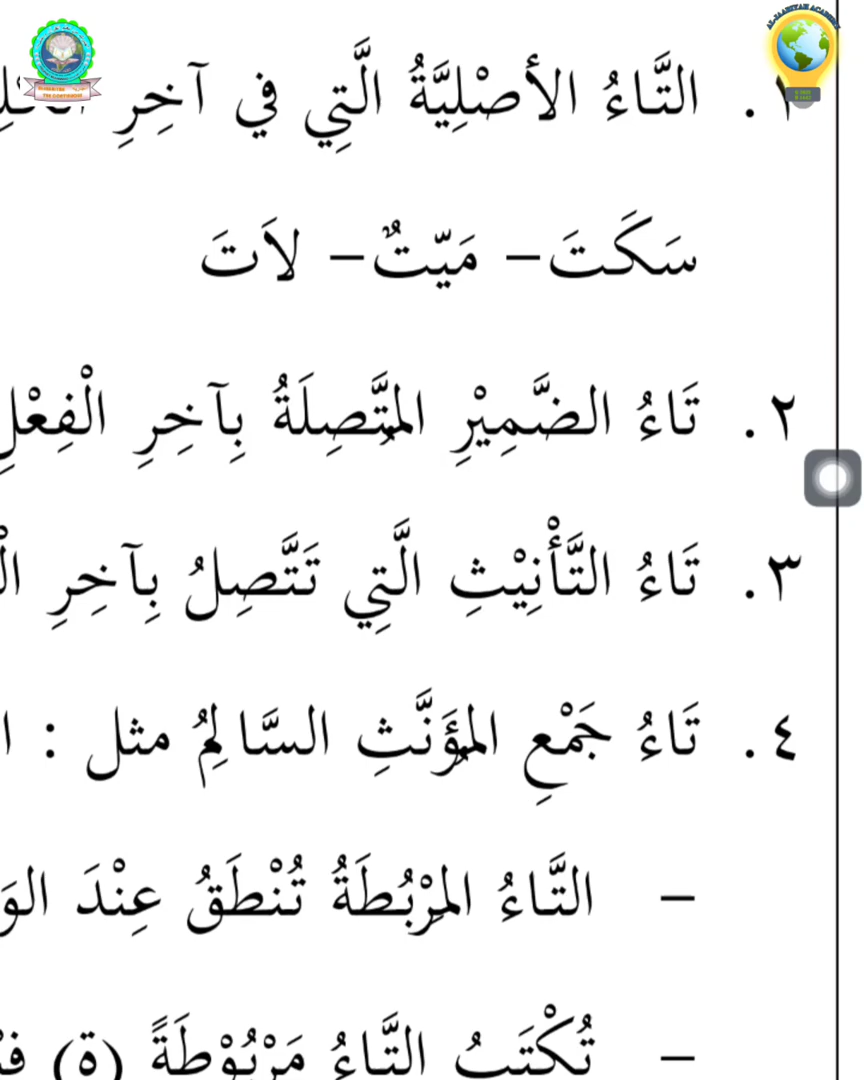 ١. التَّاءُ الأصْلِيَّةُ الَّتِي في آخِرِ
سَكَتَ – مَيّتٌ – لاَتَ
٢. تَاءُ الضَّمِيْرِ المتَّصِلَةُ بِآخِرِ الْفِعْلِ
٣. تَاءُ التَّأْنِيْثِ الَّتِي تَتَّصِلُ بِآخِرِ
٤. تَاءُ جَمْعِ المؤَنَّثِ السَّالِمُ مثل :
– التَّاءُ المرْبُطَةُ تُنْطَقُ عِنْدَ
– تُكْتَبُ التَّاءُ مَرْبُوْطَةً (ة)